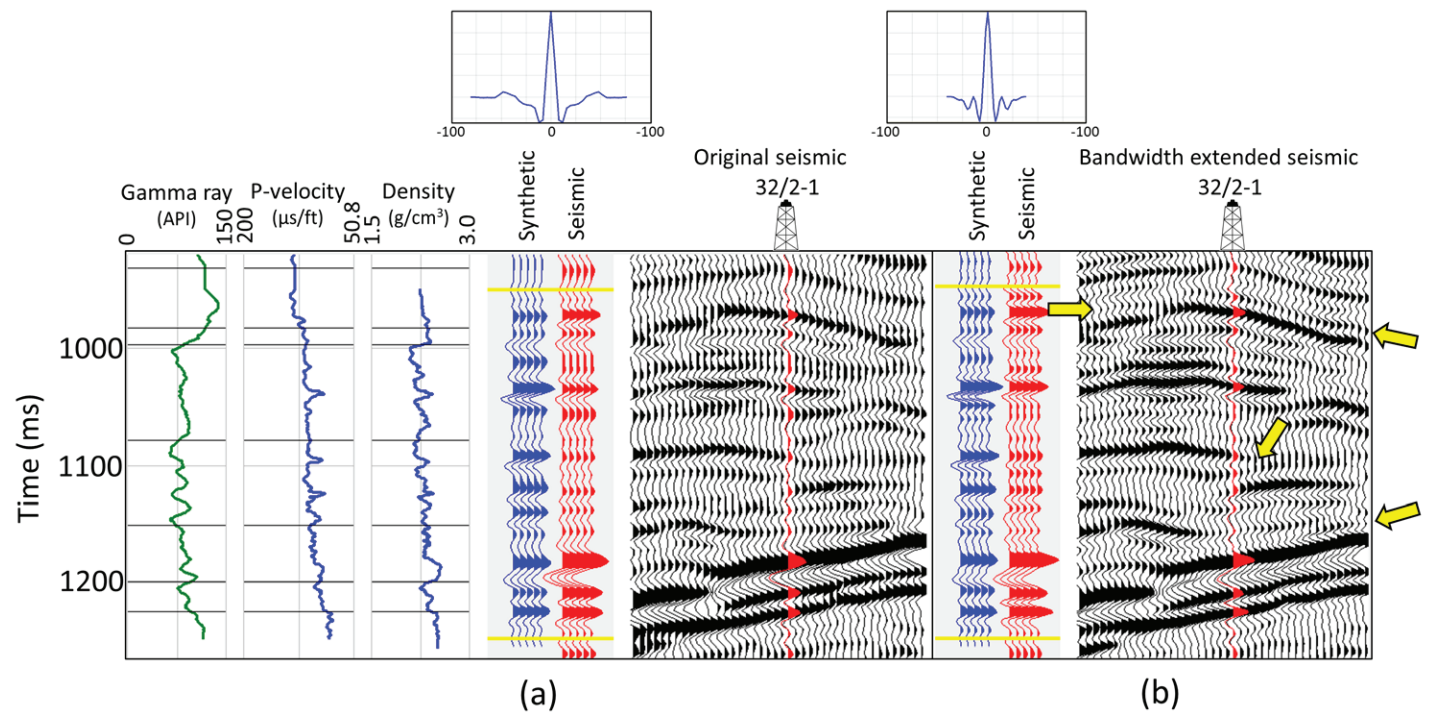 -100 0 -100
-100 0 -100
Synthetic
Seismic
Original seismic
32/2-1
Synthetic
Seismic
Bandwidth extended seismic
32/2-1
Gamma ray
(API)
0 150
P-velocity
(μs/ft)
200 50.8
Density
(g/cm³)
1.5 3.0
Time (ms)
1000
1100
1200
(a)
(b)